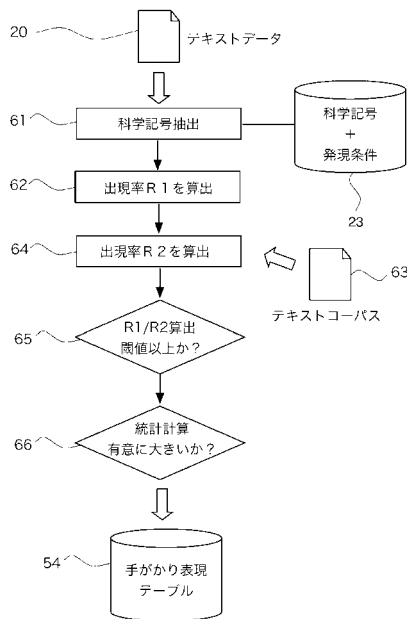 20
テキストデータ
61
科学記号抽出
科学記号
+
発現条件
23
62
出現率R1を算出
64
出現率R2を算出
63
テキストコーパス
65
R1/R2算出
閾値以上か？
66
統計計算
有意に大きいか？
54
手がかり表現
テーブル